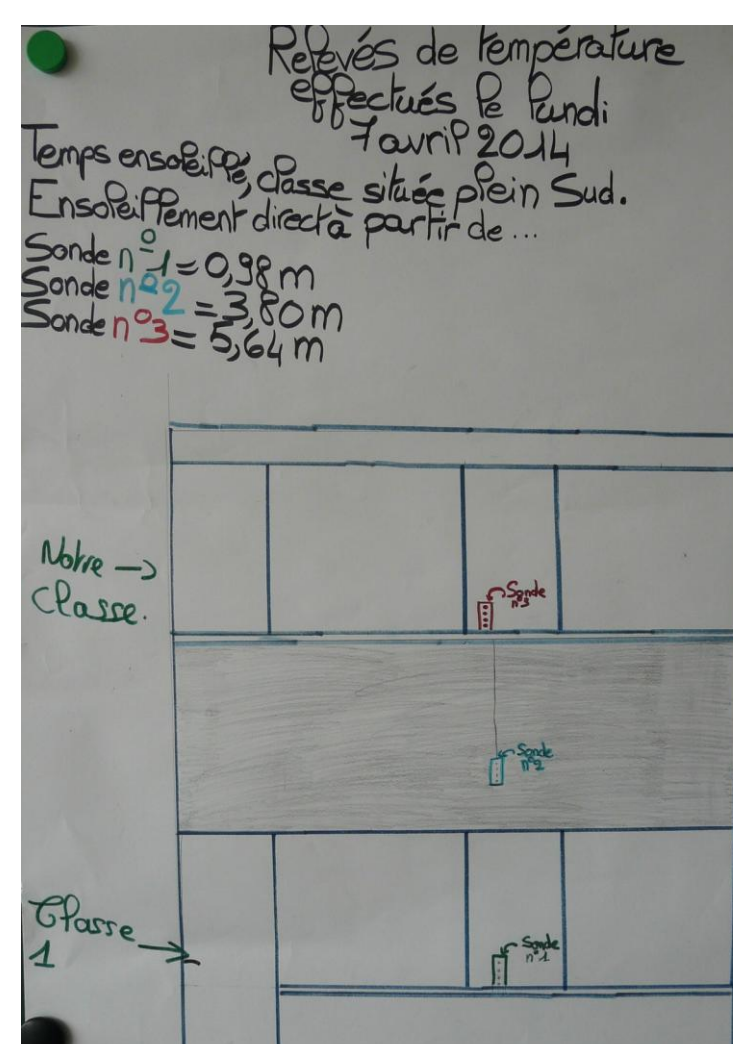 Relevés de température
effectués le lundi
7 avril 2014
Temps ensoleillé, classe située plein Sud.
Ensoleillement direct à partir de ...
Sonde n°1 = 0,98 m
Sonde n°2 = 3,80 m
Sonde n°3 = 5,64 m
Notre →
classe.
Sonde
n°3
Sonde
n°2
Classe
1
Sonde
n°1